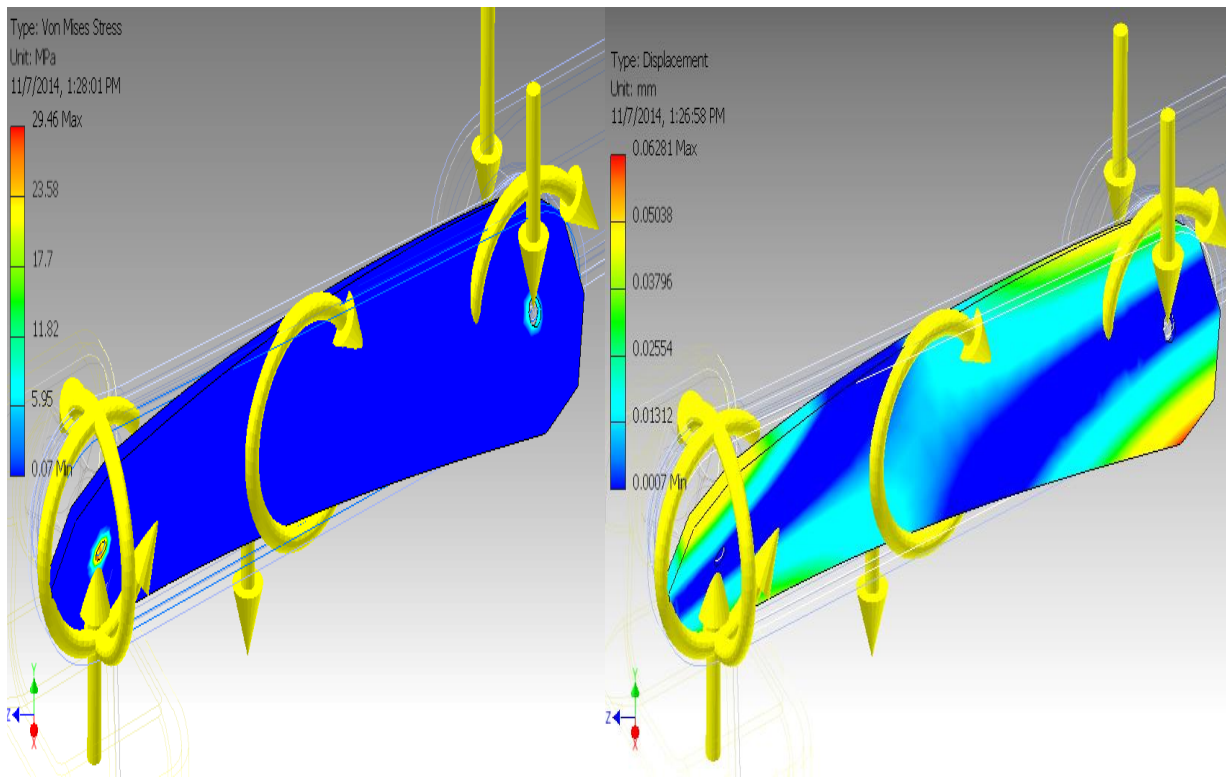 Type: Von Mises Stress
Unit: MPa
11/7/2014, 1:28:01 PM
29.46 Max
23.58
17.7
11.82
5.95
0.07 Min
Y
Z
X
Type: Displacement
Unit: mm
11/7/2014, 1:26:58 PM
0.06281 Max
0.05038
0.03796
0.02554
0.01312
0.0007 Min
Y
Z
X